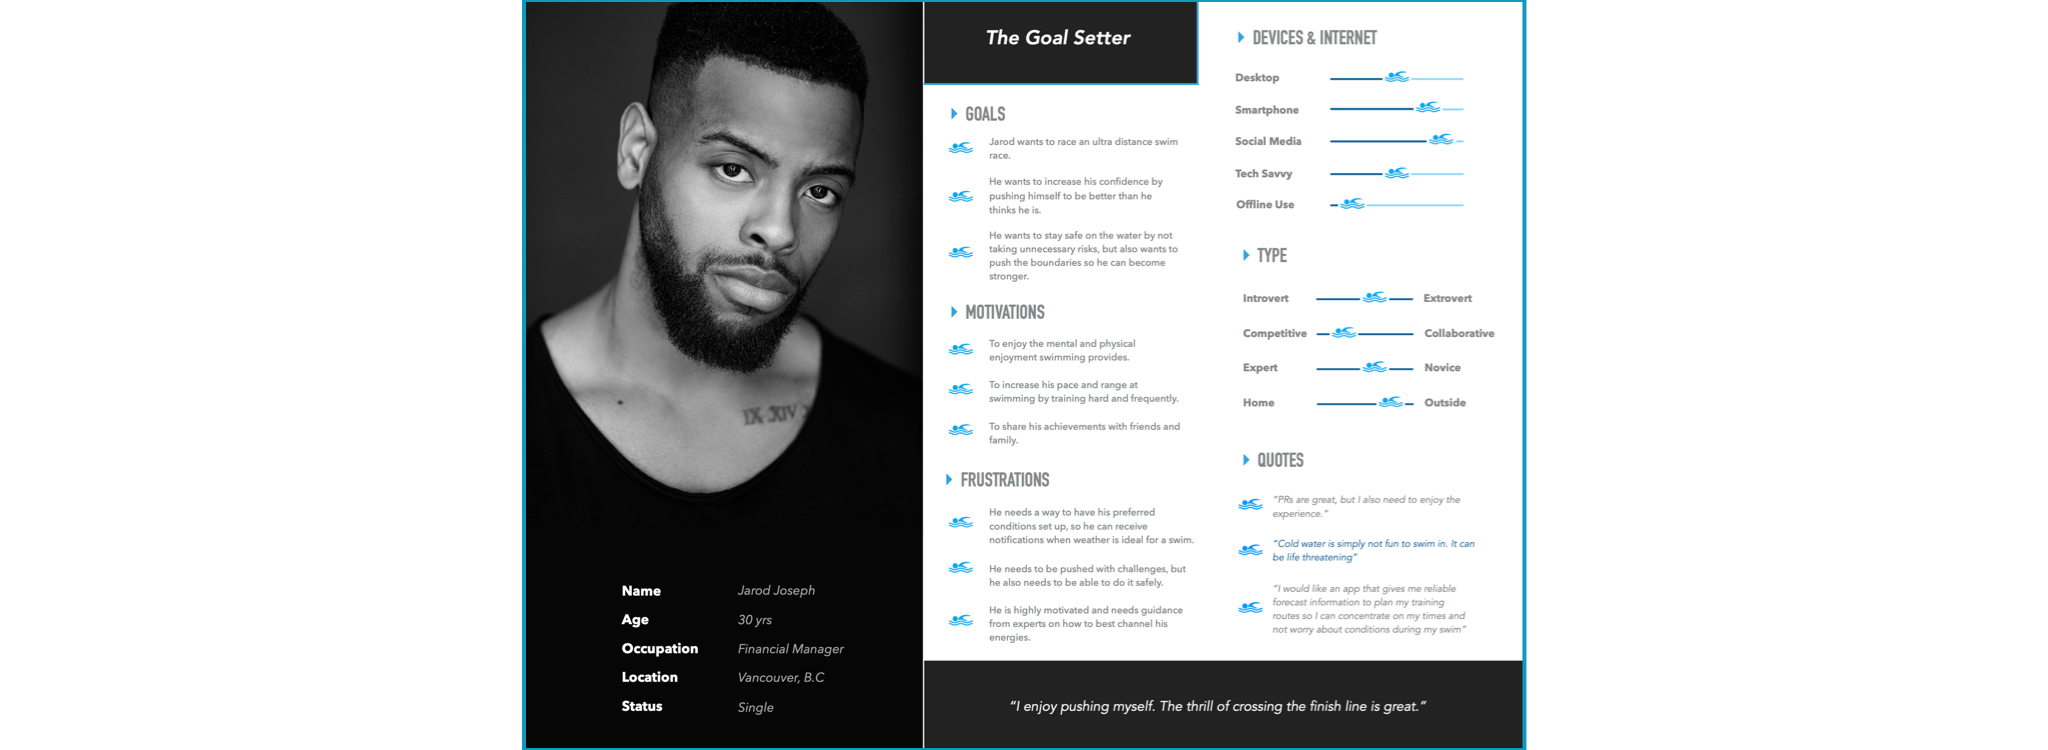 IX XIV
Name Jarod Joseph
Age 30 yrs
Occupation Financial Manager
Location Vancouver, B.C
Status Single
The Goal Setter
GOALS
Jarod wants to race an ultra distance swim
race.
He wants to increase his confidence by
pushing himself to be better than he
thinks he is.
He wants to stay safe on the water by not
taking unnecessary risks, but also wants to
push the boundaries so he can become
stronger.
MOTIVATIONS
To enjoy the mental and physical
enjoyment swimming provides.
To increase his pace and range at
swimming by training hard and frequently.
To share his achievements with friends and
family.
FRUSTRATIONS
He needs a way to have his preferred
conditions set up, so he can receive
notifications when weather is ideal for a swim.
He needs to be pushed with challenges, but
he also needs to be able to do it safely.
He is highly motivated and needs guidance
from experts on how to best channel his
energies.
DEVICES & INTERNET
Desktop
Smartphone
Social Media
Tech Savvy
Offline Use
TYPE
Introvert Extrovert
Competitive Collaborative
Expert Novice
Home Outside
QUOTES
“PRs are great, but I also need to enjoy the
experience.”
“Cold water is simply not fun to swim in. It can
be life threatening”
“I would like an app that gives me reliable
forecast information to plan my training
routes so I can concentrate on my times and
not worry about conditions during my swim”
“I enjoy pushing myself. The thrill of crossing the finish line is great.”